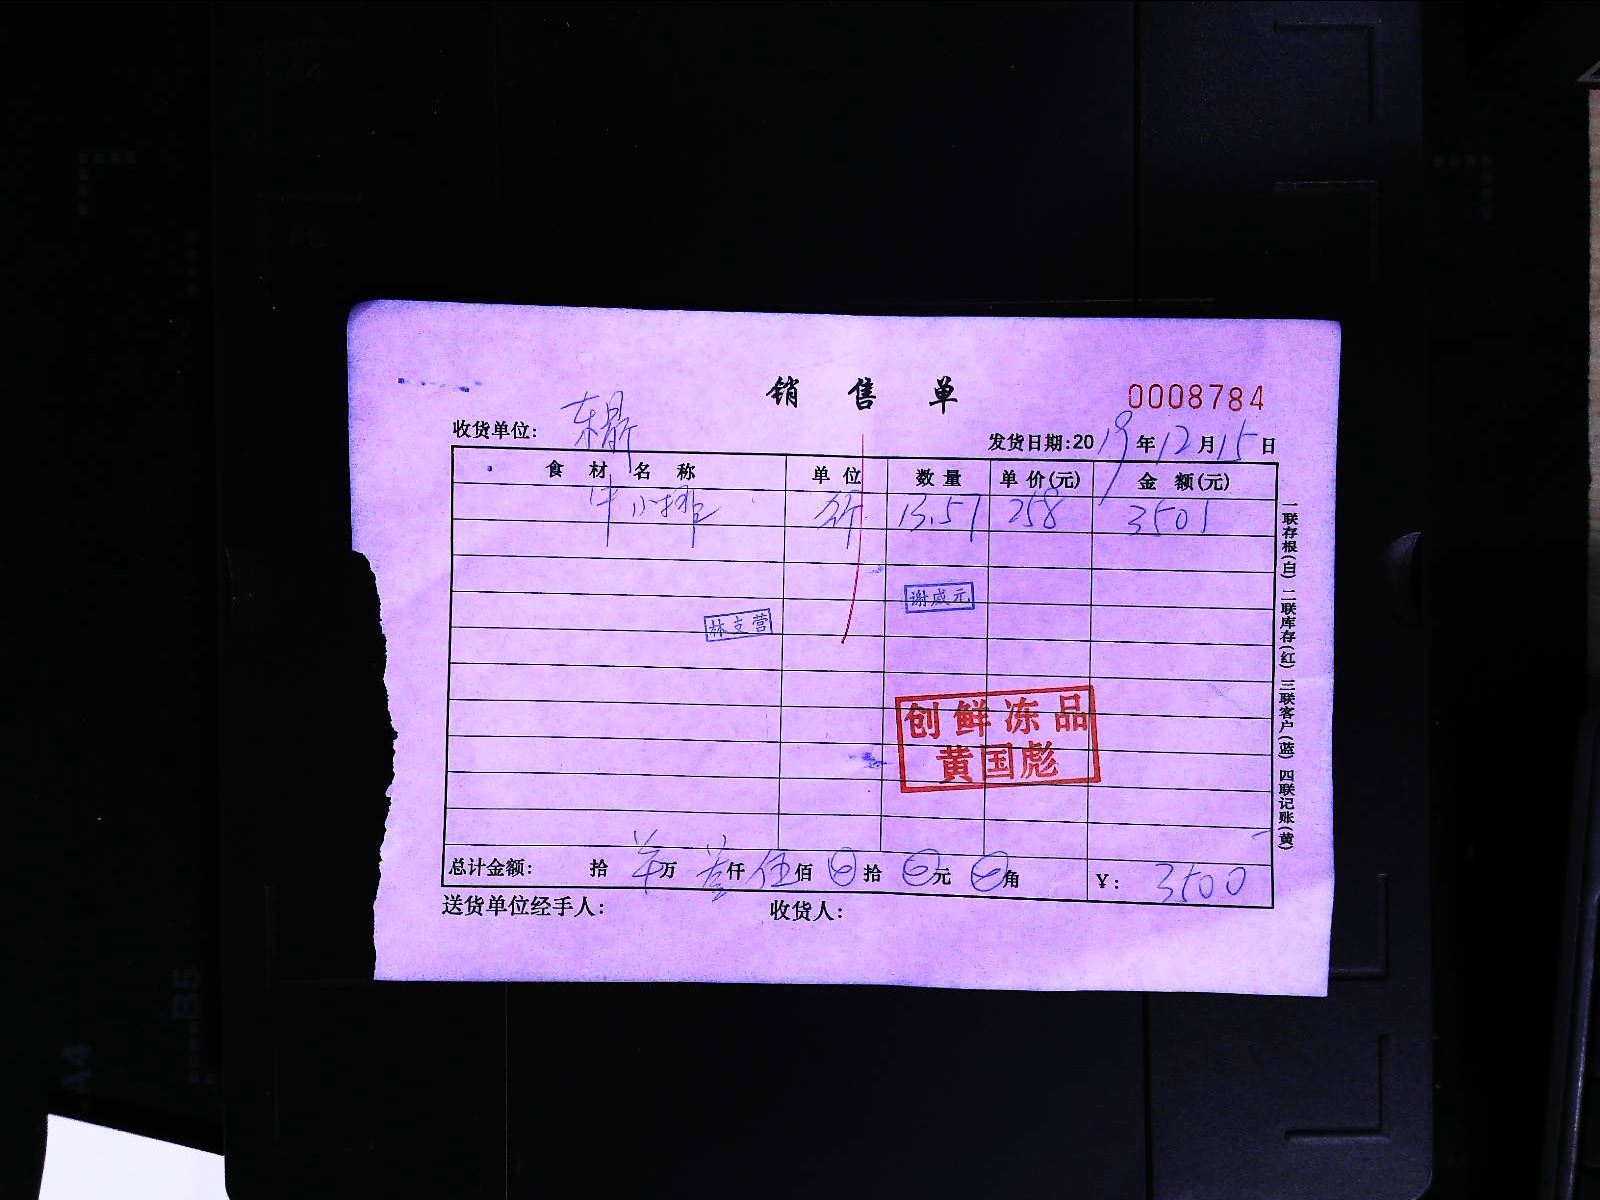 销 售 单
0008784
收货单位: 东晶
发货日期:2019年12月15日
食 材 名 称 单 位 数 量 单 价(元) 金 额(元)
牛小排 斤 13.57 258 3501
谢成元
林支营
创鲜冻品
黄国彪
总计金额: 拾 万 叁仟 伍佰 拾 元 角 ¥: 3500
送货单位经手人: 收货人:
一联存根(白) 二联库存(红) 三联客户(蓝) 四联记账(黄)
B5
A4